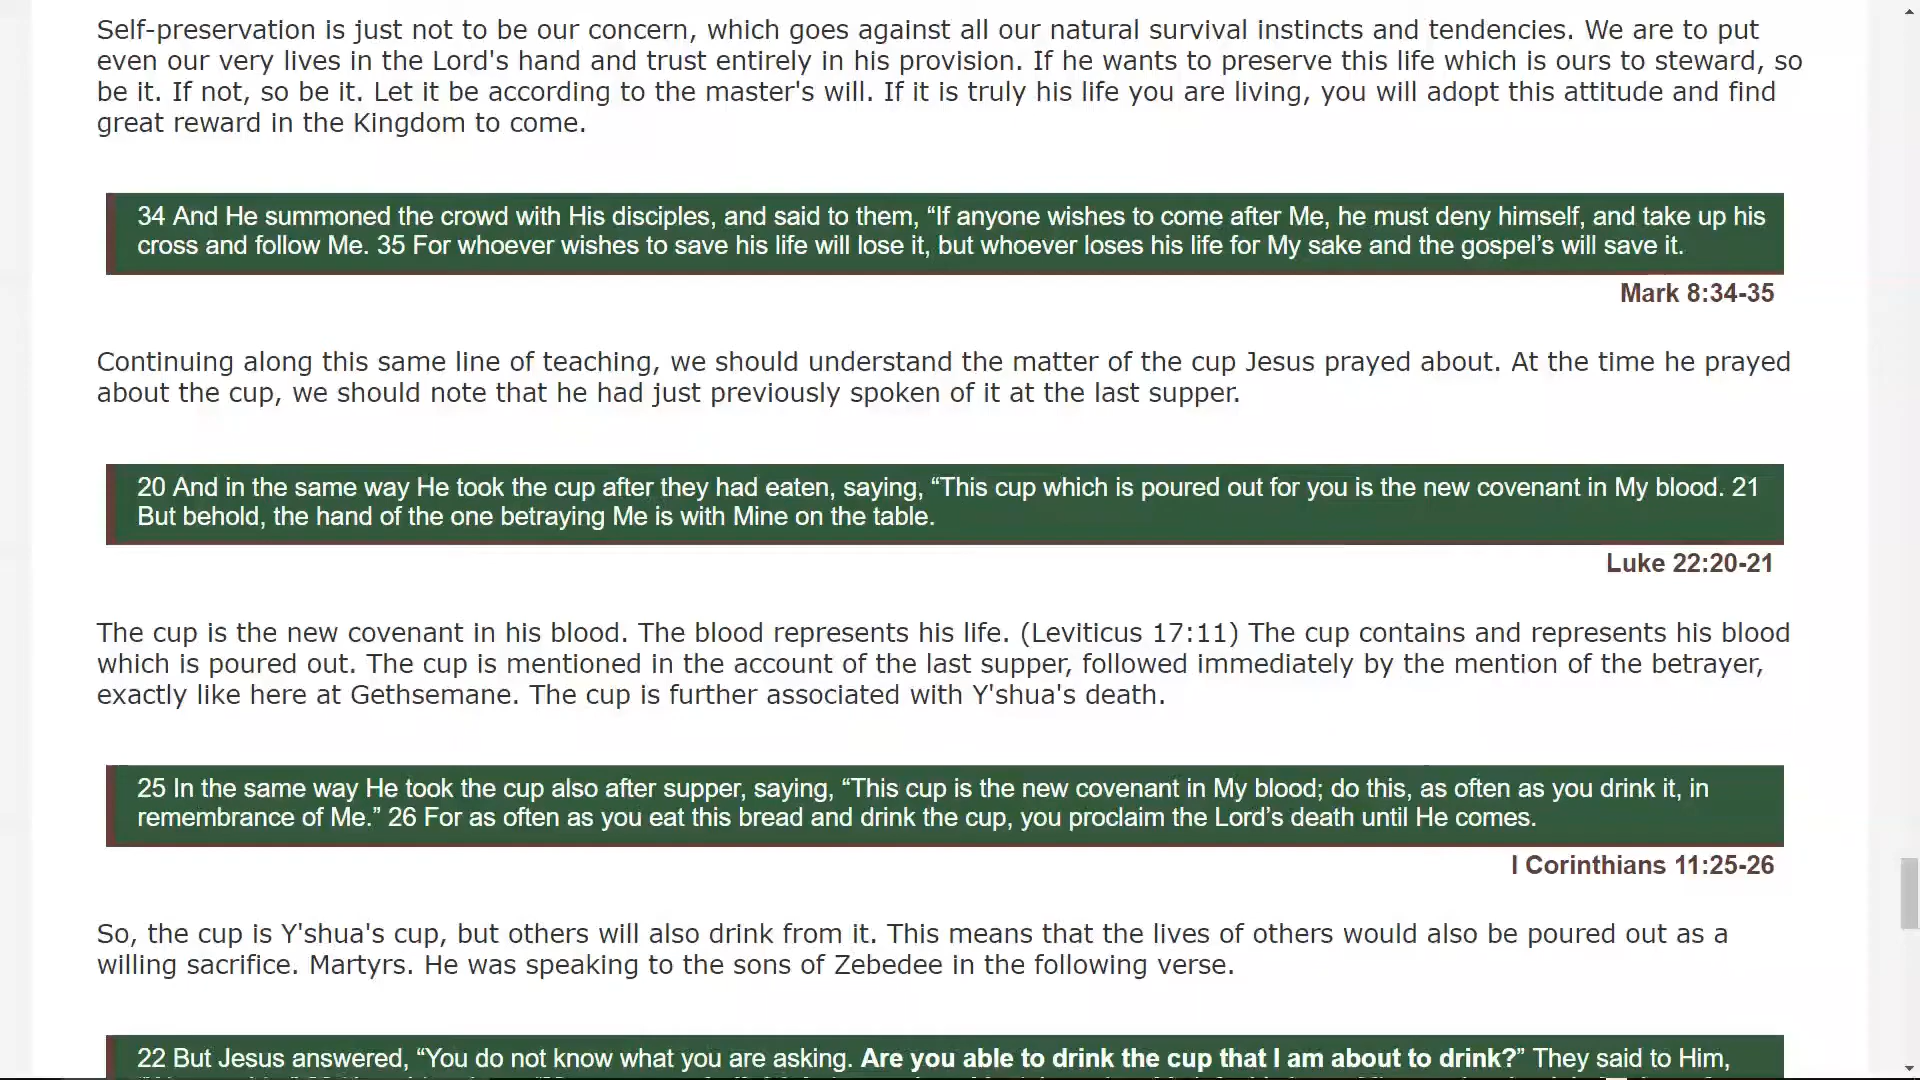 Self-preservation is just not to be our concern, which goes against all our natural survival instincts and tendencies. We are to put
even our very lives in the Lord's hand and trust entirely in his provision. If he wants to preserve this life which is ours to steward, so
be it. If not, so be it. Let it be according to the master's will. If it is truly his life you are living, you will adopt this attitude and find
great reward in the Kingdom to come.
34 And He summoned the crowd with His disciples, and said to them, “If anyone wishes to come after Me, he must deny himself, and take up his
cross and follow Me. 35 For whoever wishes to save his life will lose it, but whoever loses his life for My sake and the gospel’s will save it.
Mark 8:34-35
Continuing along this same line of teaching, we should understand the matter of the cup Jesus prayed about. At the time he prayed
about the cup, we should note that he had just previously spoken of it at the last supper.
20 And in the same way He took the cup after they had eaten, saying, “This cup which is poured out for you is the new covenant in My blood. 21
But behold, the hand of the one betraying Me is with Mine on the table.
Luke 22:20-21
The cup is the new covenant in his blood. The blood represents his life. (Leviticus 17:11) The cup contains and represents his blood
which is poured out. The cup is mentioned in the account of the last supper, followed immediately by the mention of the betrayer,
exactly like here at Gethsemane. The cup is further associated with Y'shua's death.
25 In the same way He took the cup also after supper, saying, “This cup is the new covenant in My blood; do this, as often as you drink it, in
remembrance of Me.” 26 For as often as you eat this bread and drink the cup, you proclaim the Lord’s death until He comes.
I Corinthians 11:25-26
So, the cup is Y'shua's cup, but others will also drink from it. This means that the lives of others would also be poured out as a
willing sacrifice. Martyrs. He was speaking to the sons of Zebedee in the following verse.
22 But Jesus answered, “You do not know what you are asking. Are you able to drink the cup that I am about to drink?” They said to Him,